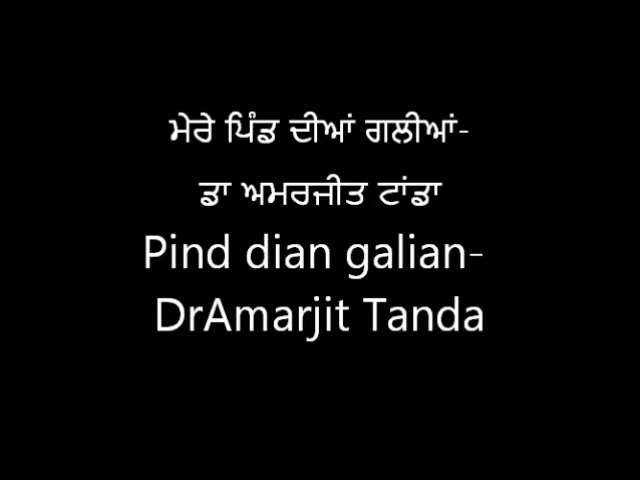 ਮੇਰੇ ਪਿੰਡ ਦੀਆਂ ਗਲੀਆਂ-
ਡਾ ਅਮਰਜੀਤ ਟਾਂਡਾ
Pind dian galian-
DrAmarjit Tanda